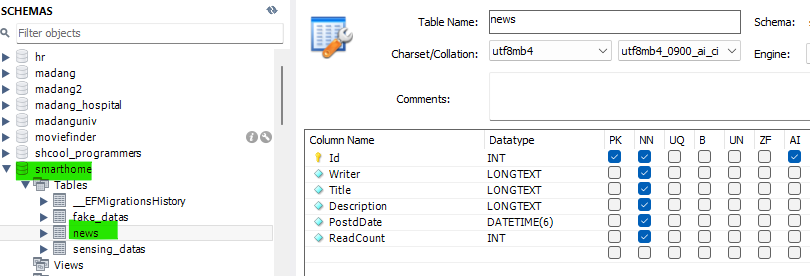 SCHEMAS
Filter objects
hr
madang
madang2
madang_hospital
madanguniv
moviefinder
shcool_programmers
smarthome
Tables
__EFMigrationsHistory
fake_datas
news
sensing_datas
Views
Table Name: news Schema:
Charset/Collation: utf8mb4 utf8mb4_0900_ai_ci Engine:
Comments:
Column Name Datatype PK NN UQ B UN ZF AI
Id INT
Writer LONGTEXT
Title LONGTEXT
Description LONGTEXT
PostdDate DATETIME(6)
ReadCount INT